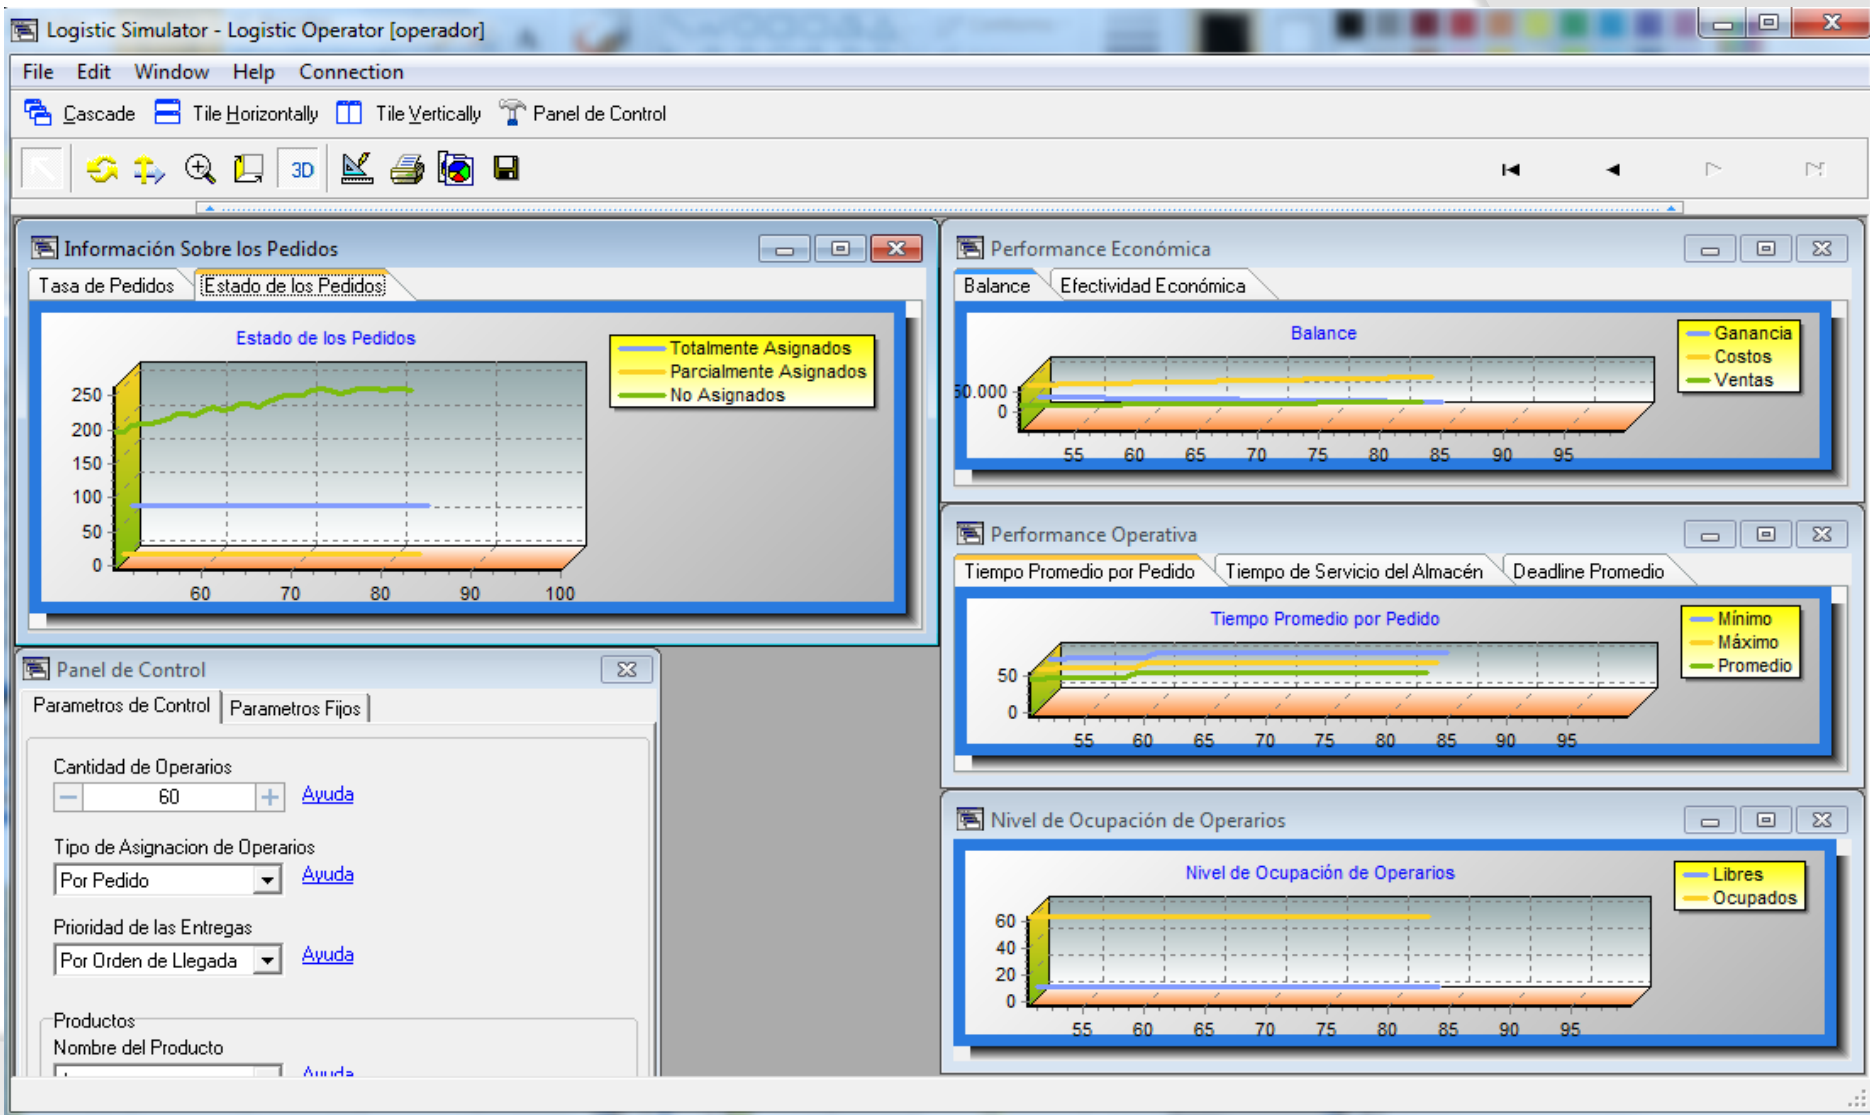 Logistic Simulator - Logistic Operator [operador]
File Edit Window Help Connection
Cascade Tile Horizontally Tile Vertically Panel de Control
3D
Información Sobre los Pedidos
Tasa de Pedidos Estado de los Pedidos
Estado de los Pedidos
Totalmente Asignados
Parcialmente Asignados
No Asignados
250
200
150
100
50
0
60 70 80 90 100
Performance Económica
Balance Efectividad Económica
Balance
Ganancia
Costos
Ventas
50.000
0
55 60 65 70 75 80 85 90 95
Performance Operativa
Tiempo Promedio por Pedido Tiempo de Servicio del Almacén Deadline Promedio
Tiempo Promedio por Pedido
Mínimo
Máximo
Promedio
50
0
55 60 65 70 75 80 85 90 95
Panel de Control
Parametros de Control Parametros Fijos
Cantidad de Operarios
60 Ayuda
Tipo de Asignacion de Operarios
Por Pedido Ayuda
Prioridad de las Entregas
Por Orden de Llegada Ayuda
Productos
Nombre del Producto
Ayuda
Nivel de Ocupación de Operarios
Nivel de Ocupación de Operarios
Libres
Ocupados
60
40
20
0
55 60 65 70 75 80 85 90 95